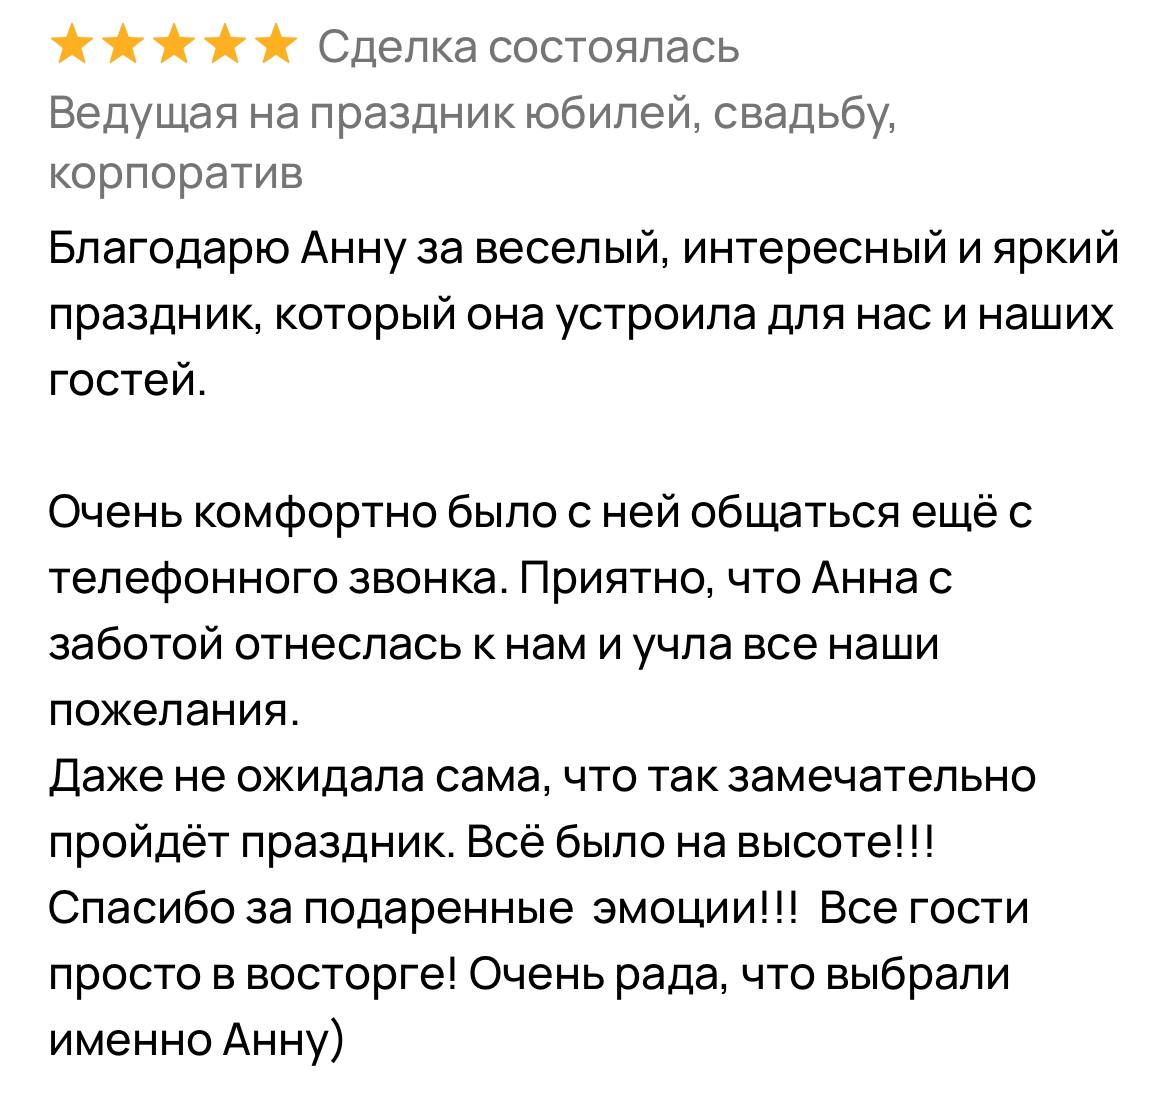 Сделка состоялась
Ведущая на праздник юбилей, свадьбу,
корпоратив
Благодарю Анну за веселый, интересный и яркий
праздник, который она устроила для нас и наших
гостей.
Очень комфортно было с ней общаться ещё с
телефонного звонка. Приятно, что Анна с
заботой отнеслась к нам и учла все наши
пожелания.
Даже не ожидала сама, что так замечательно
пройдёт праздник. Всё было на высоте!!!
Спасибо за подаренные  эмоции!!!  Все гости
просто в восторге! Очень рада, что выбрали
именно Анну)